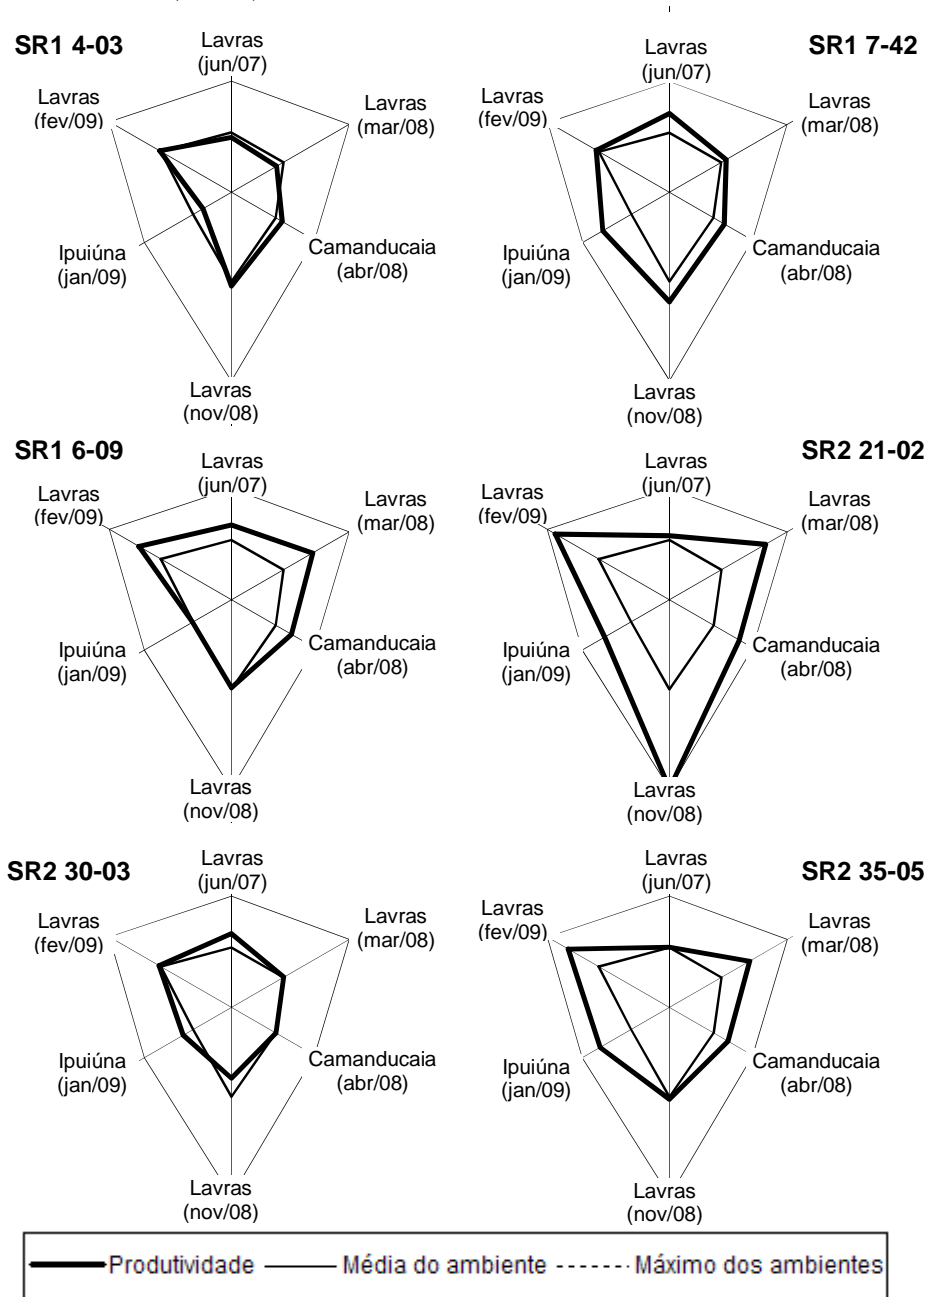 SR1 4-03
Lavras
(jun/07)
Lavras
(mar/08)
Camanducaia
(abr/08)
Lavras
(nov/08)
Ipuiúna
(jan/09)
Lavras
(fev/09)
SR1 7-42
Lavras
(jun/07)
Lavras
(mar/08)
Camanducaia
(abr/08)
Lavras
(nov/08)
Ipuiúna
(jan/09)
Lavras
(fev/09)
SR1 6-09
Lavras
(jun/07)
Lavras
(mar/08)
Camanducaia
(abr/08)
Lavras
(nov/08)
Ipuiúna
(jan/09)
Lavras
(fev/09)
SR2 21-02
Lavras
(jun/07)
Lavras
(mar/08)
Camanducaia
(abr/08)
Lavras
(nov/08)
Ipuiúna
(jan/09)
Lavras
(fev/09)
SR2 30-03
Lavras
(jun/07)
Lavras
(mar/08)
Camanducaia
(abr/08)
Lavras
(nov/08)
Ipuiúna
(jan/09)
Lavras
(fev/09)
SR2 35-05
Lavras
(jun/07)
Lavras
(mar/08)
Camanducaia
(abr/08)
Lavras
(nov/08)
Ipuiúna
(jan/09)
Lavras
(fev/09)
Produtividade Média do ambiente Máximo dos ambientes